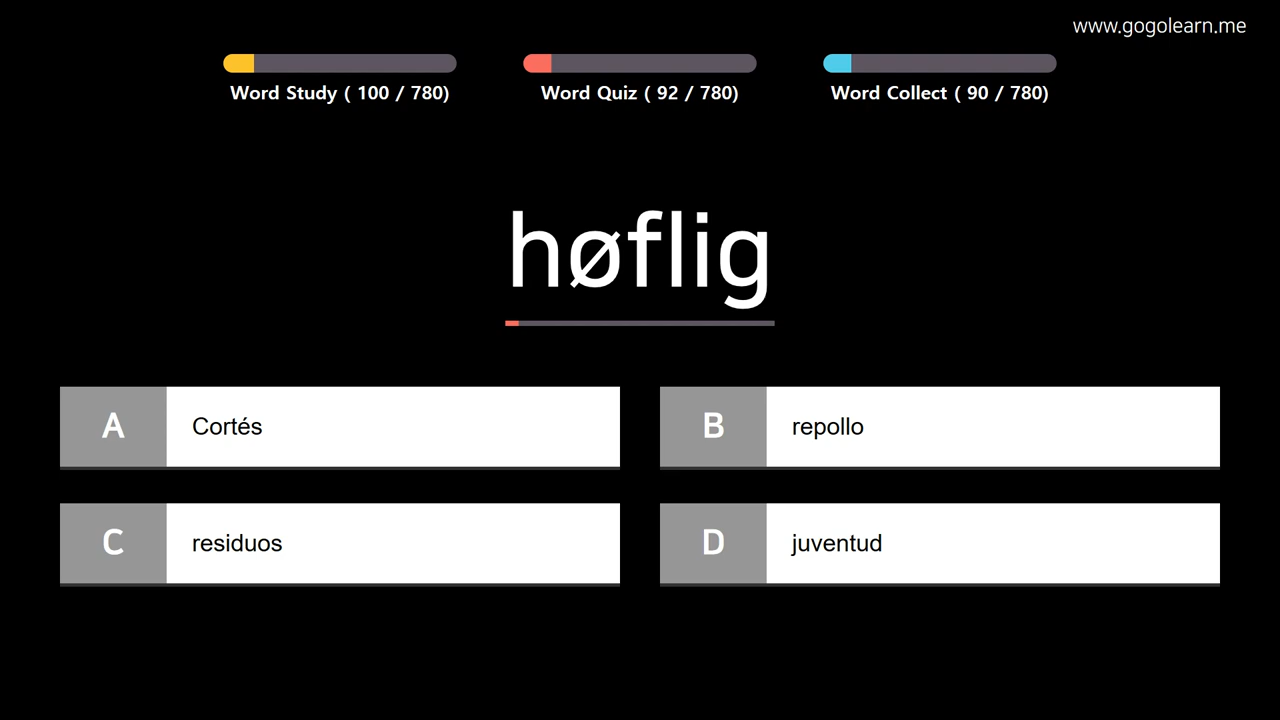 www.gogolearn.me
Word Study ( 100 / 780)
Word Quiz ( 92 / 780)
Word Collect ( 90 / 780)
høflig
A Cortés
B repollo
C residuos
D juventud